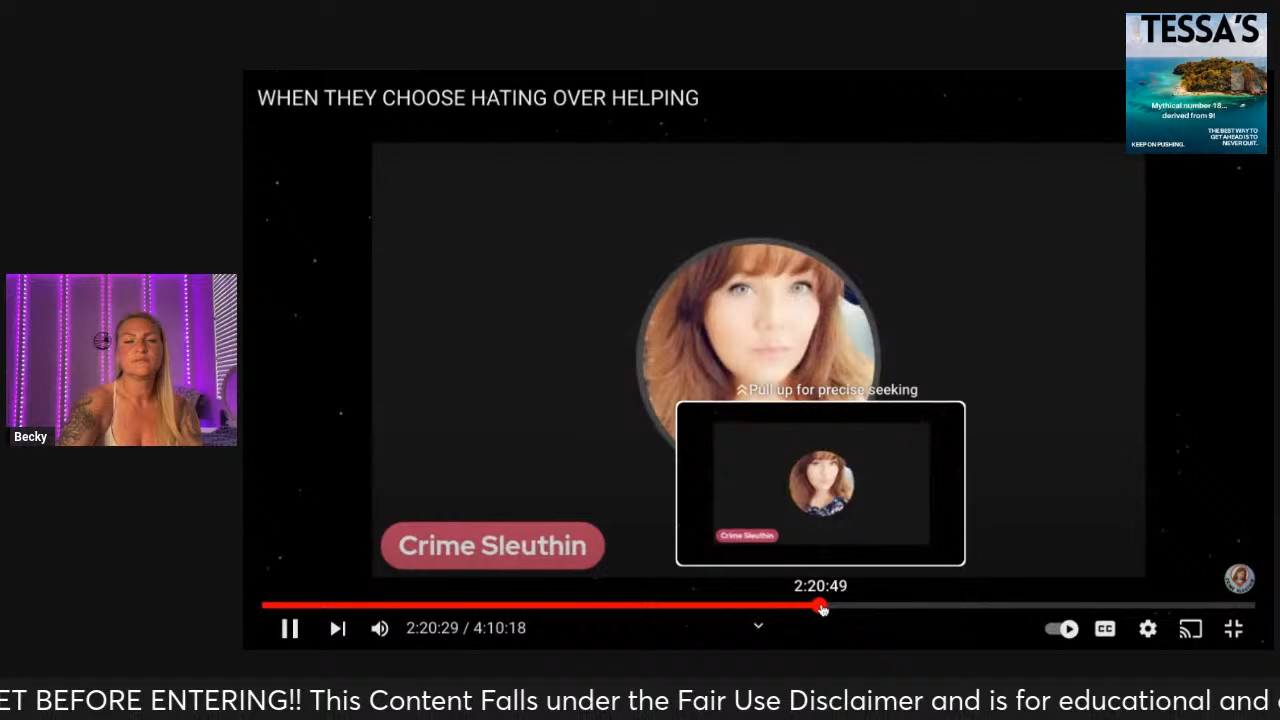 TESSA'S
Mythical number 18...
derived from 9!
THE BEST WAY TO
GET AHEAD IS TO
NEVER QUIT.
KEEP ON PUSHING.
WHEN THEY CHOOSE HATING OVER HELPING
Pull up for precise seeking
Crime Sleuthin
Crime Sleuthin
2:20:49
2:20:29 / 4:10:18
CC
Becky
ET BEFORE ENTERING!! This Content Falls under the Fair Use Disclaimer and is for educational and